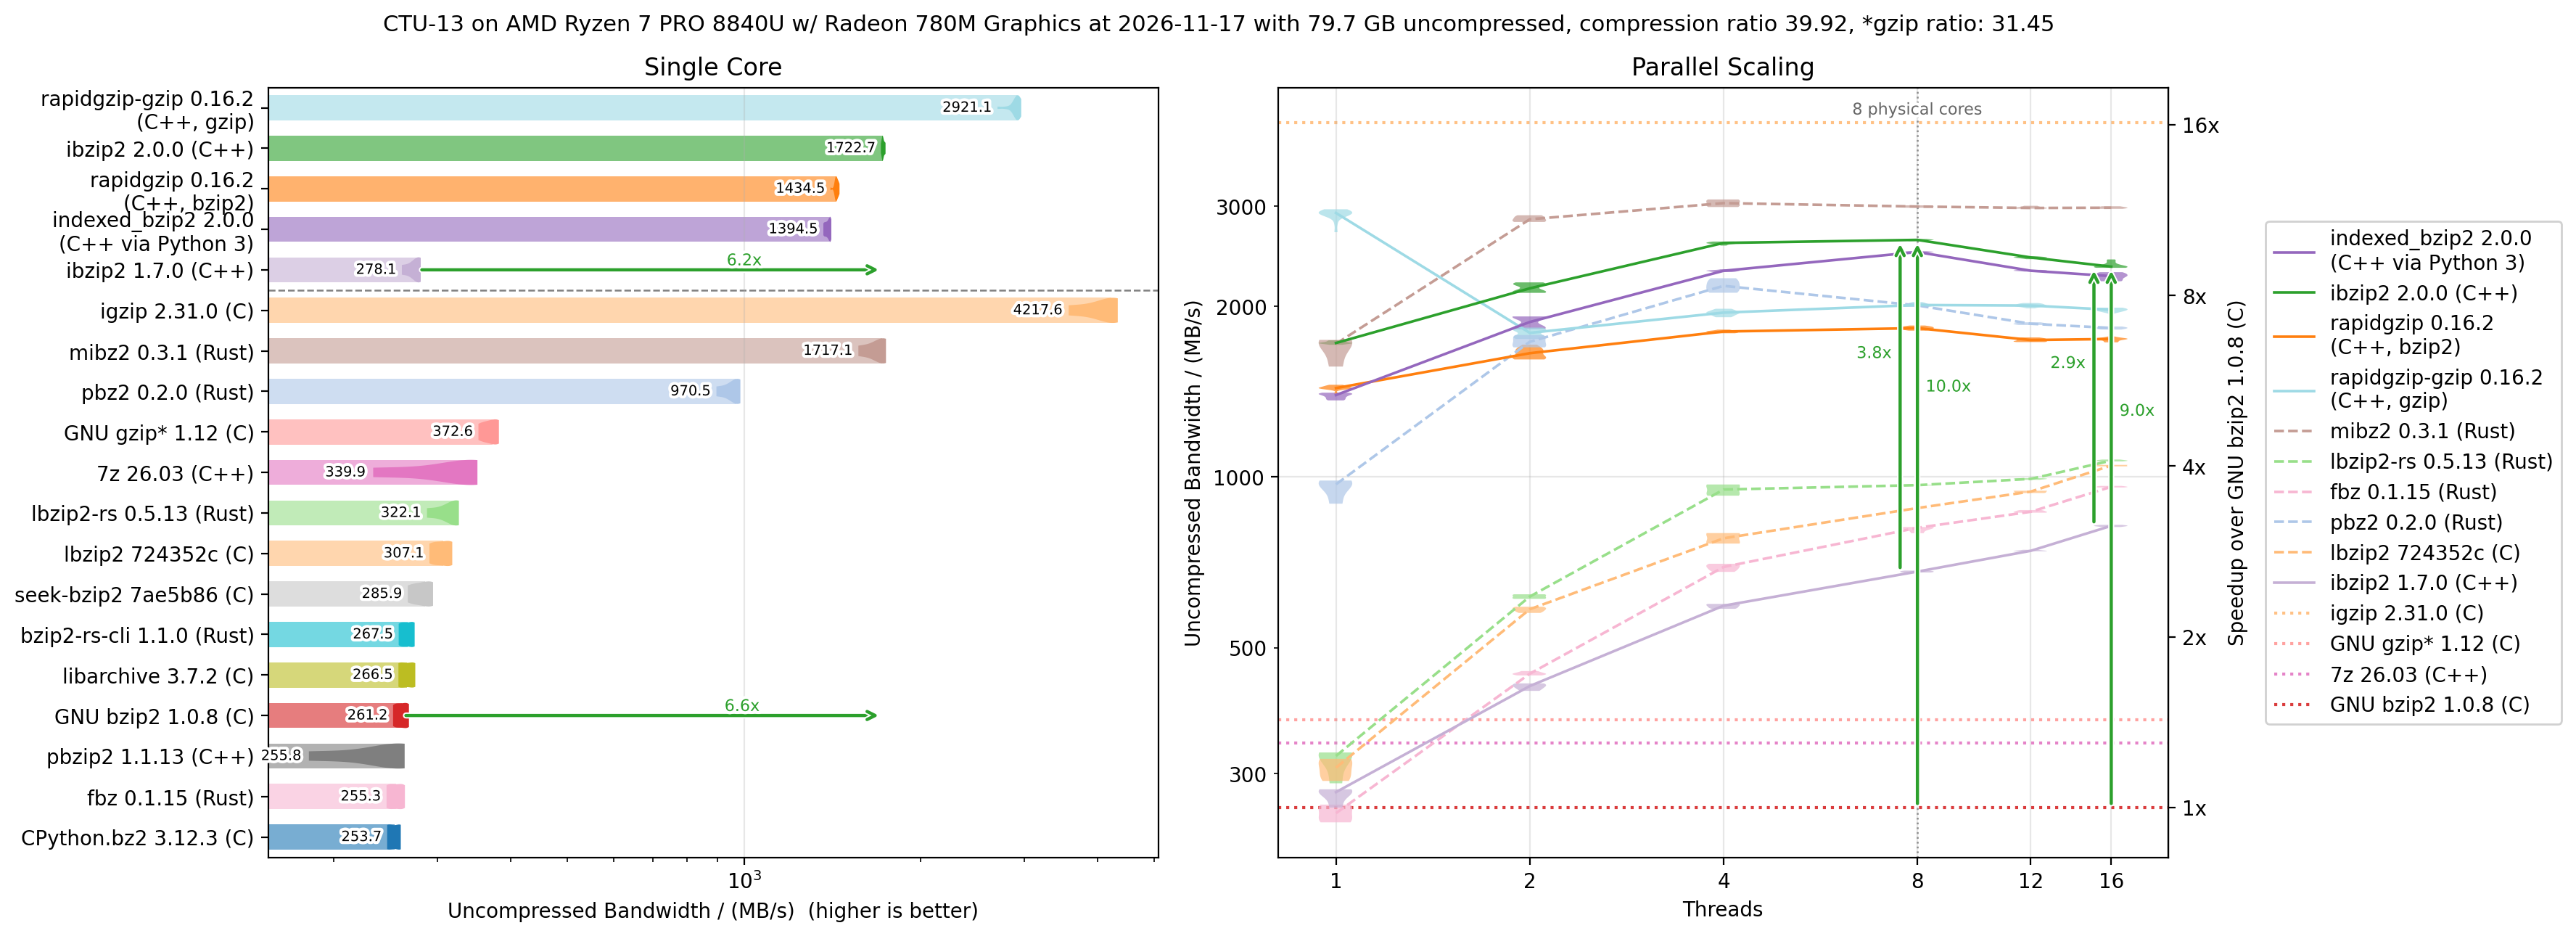 CTU-13 on AMD Ryzen 7 PRO 8840U w/ Radeon 780M Graphics at 2026-11-17 with 79.7 GB uncompressed, compression ratio 39.92, *gzip ratio: 31.45
Single Core
rapidgzip-gzip 0.16.2
(C++, gzip)
2921.1
ibzip2 2.0.0 (C++)
1722.7
rapidgzip 0.16.2
(C++, bzip2)
1434.5
indexed_bzip2 2.0.0
(C++ via Python 3)
1394.5
ibzip2 1.7.0 (C++)
278.1
6.2x
igzip 2.31.0 (C)
4217.6
mibz2 0.3.1 (Rust)
1717.1
pbz2 0.2.0 (Rust)
970.5
GNU gzip* 1.12 (C)
372.6
7z 26.03 (C++)
339.9
lbzip2-rs 0.5.13 (Rust)
322.1
lbzip2 724352c (C)
307.1
seek-bzip2 7ae5b86 (C)
285.9
bzip2-rs-cli 1.1.0 (Rust)
267.5
libarchive 3.7.2 (C)
266.5
GNU bzip2 1.0.8 (C)
261.2
6.6x
pbzip2 1.1.13 (C++)
255.8
fbz 0.1.15 (Rust)
255.3
CPython.bz2 3.12.3 (C)
253.7
10³
Uncompressed Bandwidth / (MB/s)  (higher is better)
Parallel Scaling
8 physical cores
Uncompressed Bandwidth / (MB/s)
3000
2000
1000
500
300
3.8x
10.0x
2.9x
9.0x
16x
8x
4x
2x
1x
Speedup over GNU bzip2 1.0.8 (C)
1
2
4
8
12
16
Threads
indexed_bzip2 2.0.0
(C++ via Python 3)
ibzip2 2.0.0 (C++)
rapidgzip 0.16.2
(C++, bzip2)
rapidgzip-gzip 0.16.2
(C++, gzip)
mibz2 0.3.1 (Rust)
lbzip2-rs 0.5.13 (Rust)
fbz 0.1.15 (Rust)
pbz2 0.2.0 (Rust)
lbzip2 724352c (C)
ibzip2 1.7.0 (C++)
igzip 2.31.0 (C)
GNU gzip* 1.12 (C)
7z 26.03 (C++)
GNU bzip2 1.0.8 (C)